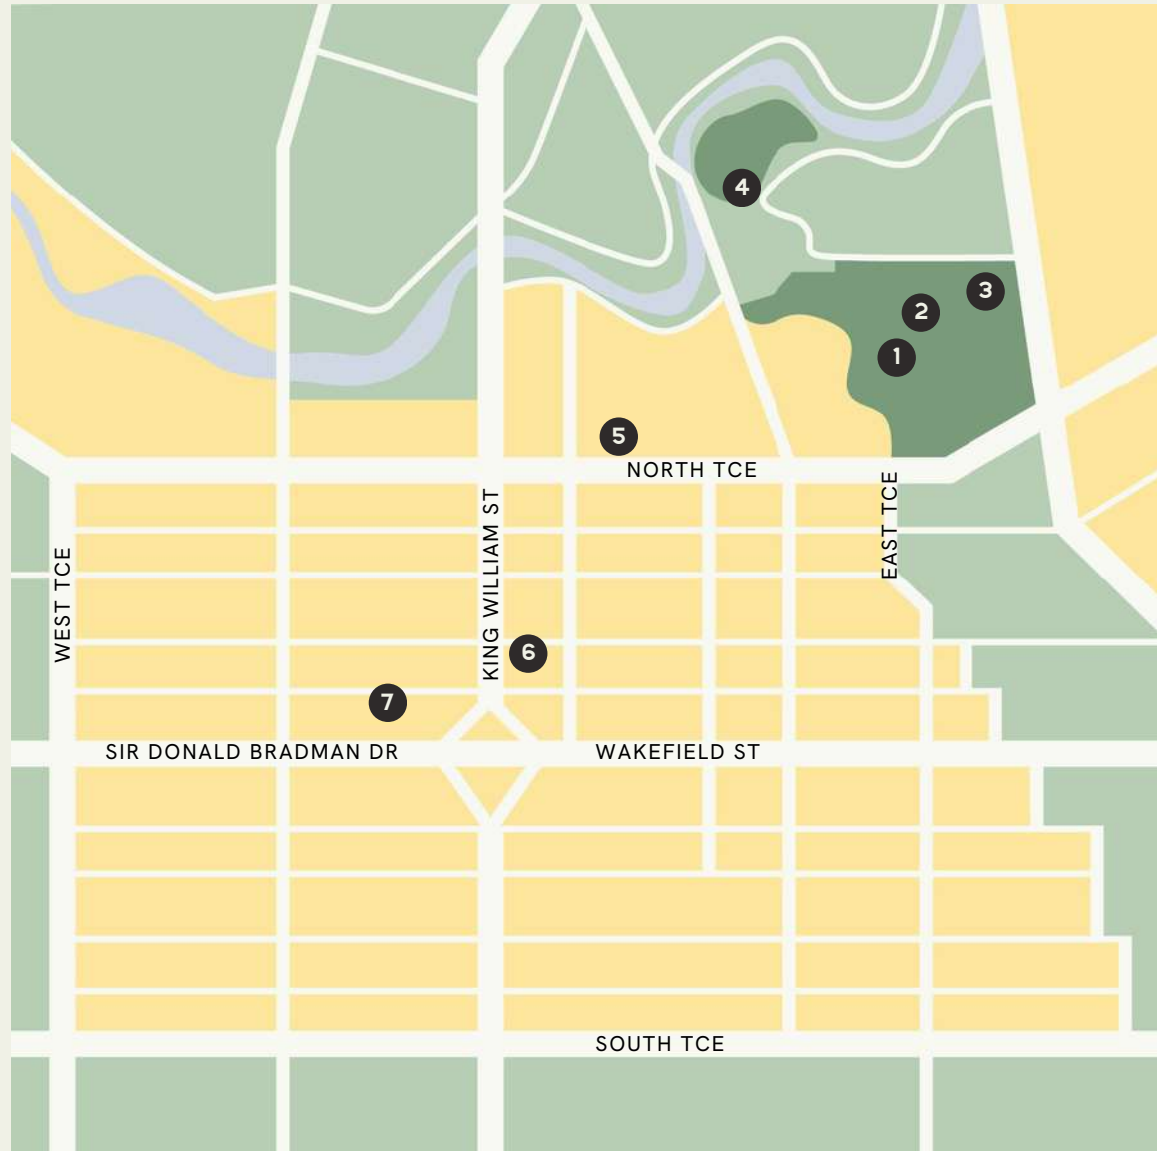 4
3
2
1
5
NORTH TCE
EAST TCE
KING WILLIAM ST
WEST TCE
6
7
SIR DONALD BRADMAN DR
WAKEFIELD ST
SOUTH TCE